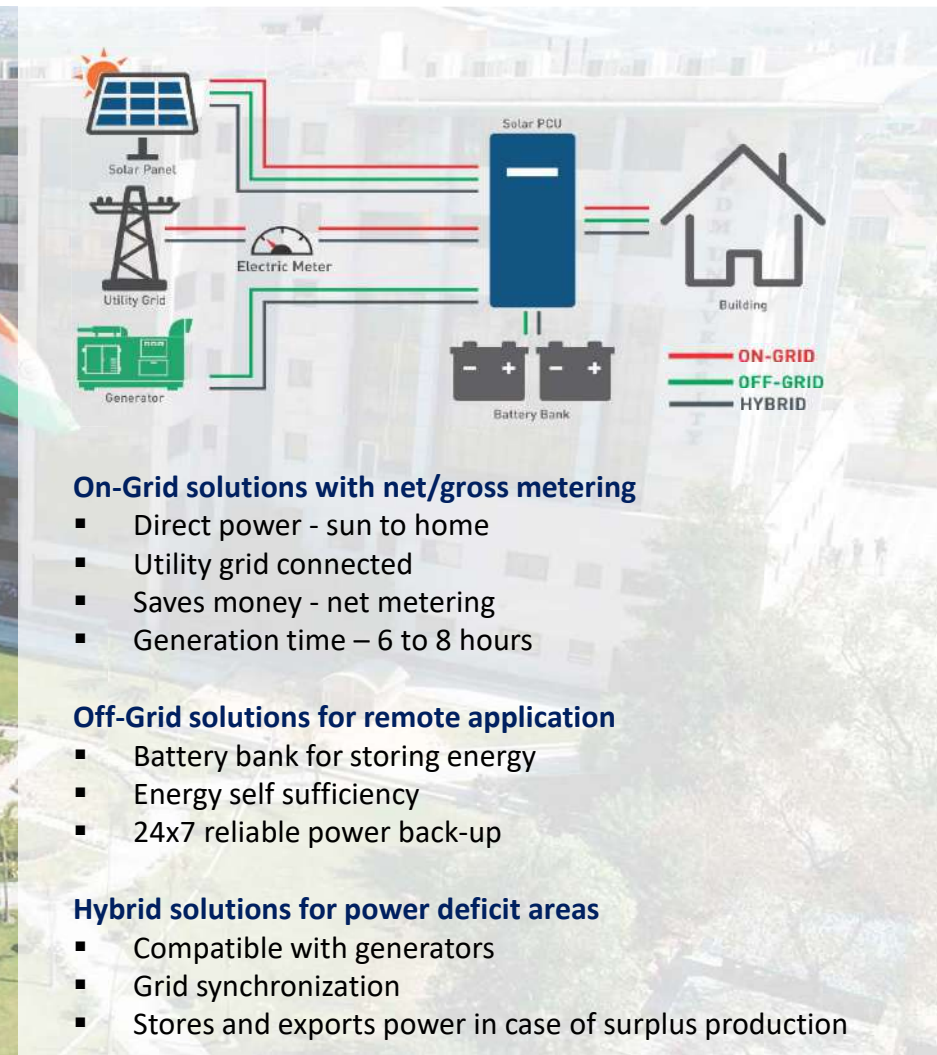 Solar PCU
Solar Panel
Electric Meter
Utility Grid
Building
Generator
Battery Bank
ON-GRID
OFF-GRID
HYBRID
On-Grid solutions with net/gross metering
▪ Direct power - sun to home
▪ Utility grid connected
▪ Saves money - net metering
▪ Generation time – 6 to 8 hours
Off-Grid solutions for remote application
▪ Battery bank for storing energy
▪ Energy self sufficiency
▪ 24x7 reliable power back-up
Hybrid solutions for power deficit areas
▪ Compatible with generators
▪ Grid synchronization
▪ Stores and exports power in case of surplus production